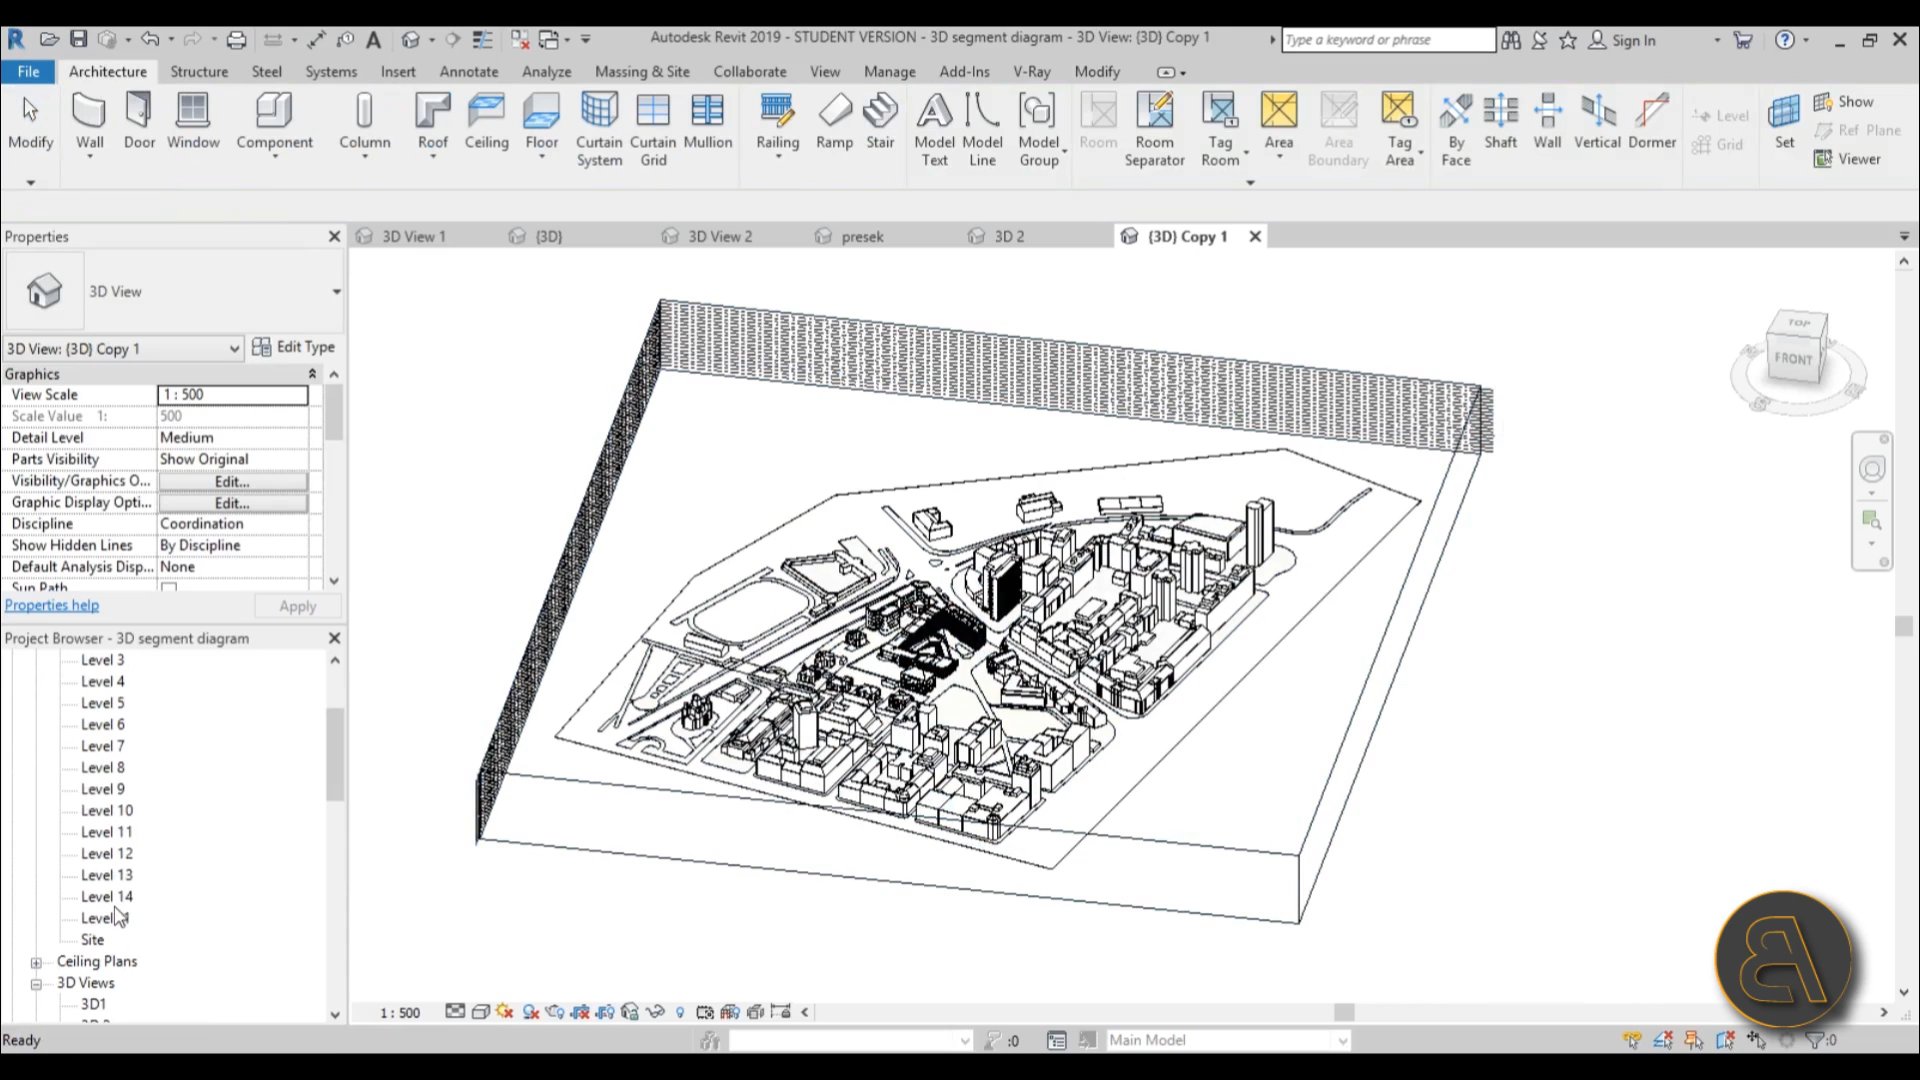 Autodesk Revit 2019 - STUDENT VERSION - 3D segment diagram - 3D View: {3D} Copy 1
Type a keyword or phrase
Sign In
File Architecture Structure Steel Systems Insert Annotate Analyze Massing & Site Collaborate View Manage Add-Ins V-Ray Modify
Modify
Wall
Door
Window
Component
Column
Roof
Ceiling
Floor
Curtain System
Curtain Grid
Mullion
Railing
Ramp
Stair
Model Text
Model Line
Model Group
Room
Room Separator
Tag Room
Area
Area Boundary
Tag Area
By Face
Shaft
Wall
Vertical
Dormer
Level
Grid
Set
Show
Ref Plane
Viewer
Properties
3D View 1
{3D}
3D View 2
presek
3D 2
{3D} Copy 1
3D View
3D View: {3D} Copy 1
Edit Type
Graphics
View Scale 1 : 500
Scale Value 1: 500
Detail Level Medium
Parts Visibility Show Original
Visibility/Graphics O... Edit...
Graphic Display Opti... Edit...
Discipline Coordination
Show Hidden Lines By Discipline
Default Analysis Disp... None
Sun Path
Properties help
Apply
Project Browser - 3D segment diagram
Level 3
Level 4
Level 5
Level 6
Level 7
Level 8
Level 9
Level 10
Level 11
Level 12
Level 13
Level 14
Level
Site
Ceiling Plans
3D Views
3D1
TOP
FRONT
1 : 500
Ready
:0
Main Model
:0